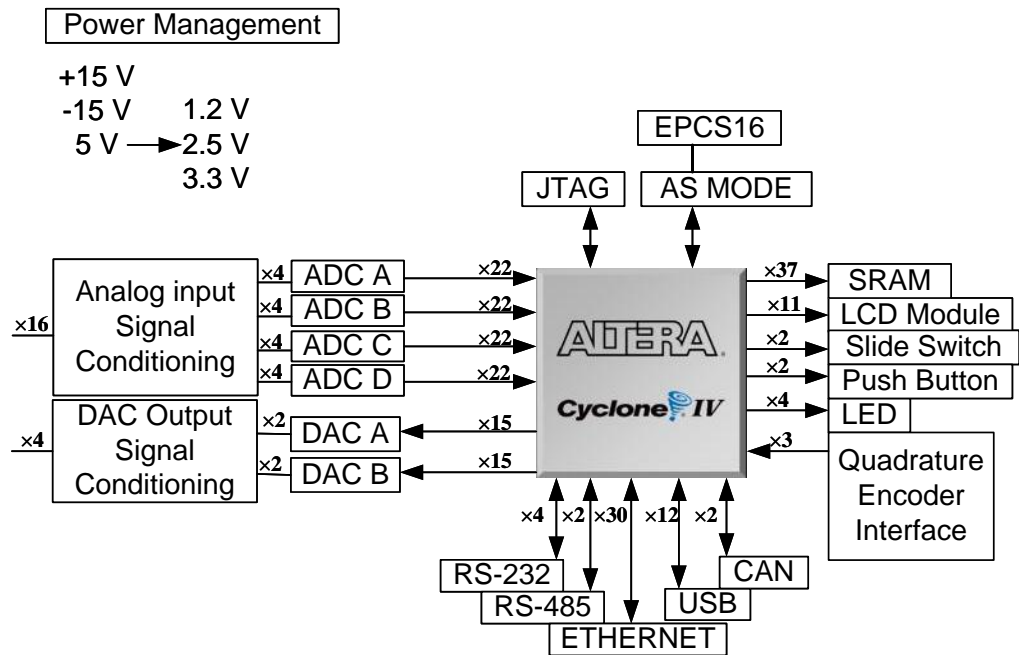 Power Management
+15 V
-15 V
5 V
1.2 V
2.5 V
3.3 V
EPCS16
JTAG
AS MODE
Analog input
Signal
Conditioning
×16
×4
×4
×4
×4
ADC A
ADC B
ADC C
ADC D
×22
×22
×22
×22
DAC Output
Signal
Conditioning
×4
×2
×2
DAC A
DAC B
×15
×15
ALTERA
Cyclone IV
×37
×11
×2
×2
×4
×3
SRAM
LCD Module
Slide Switch
Push Button
LED
Quadrature
Encoder
Interface
×4
×2
×30
×12
×2
RS-232
RS-485
ETHERNET
USB
CAN